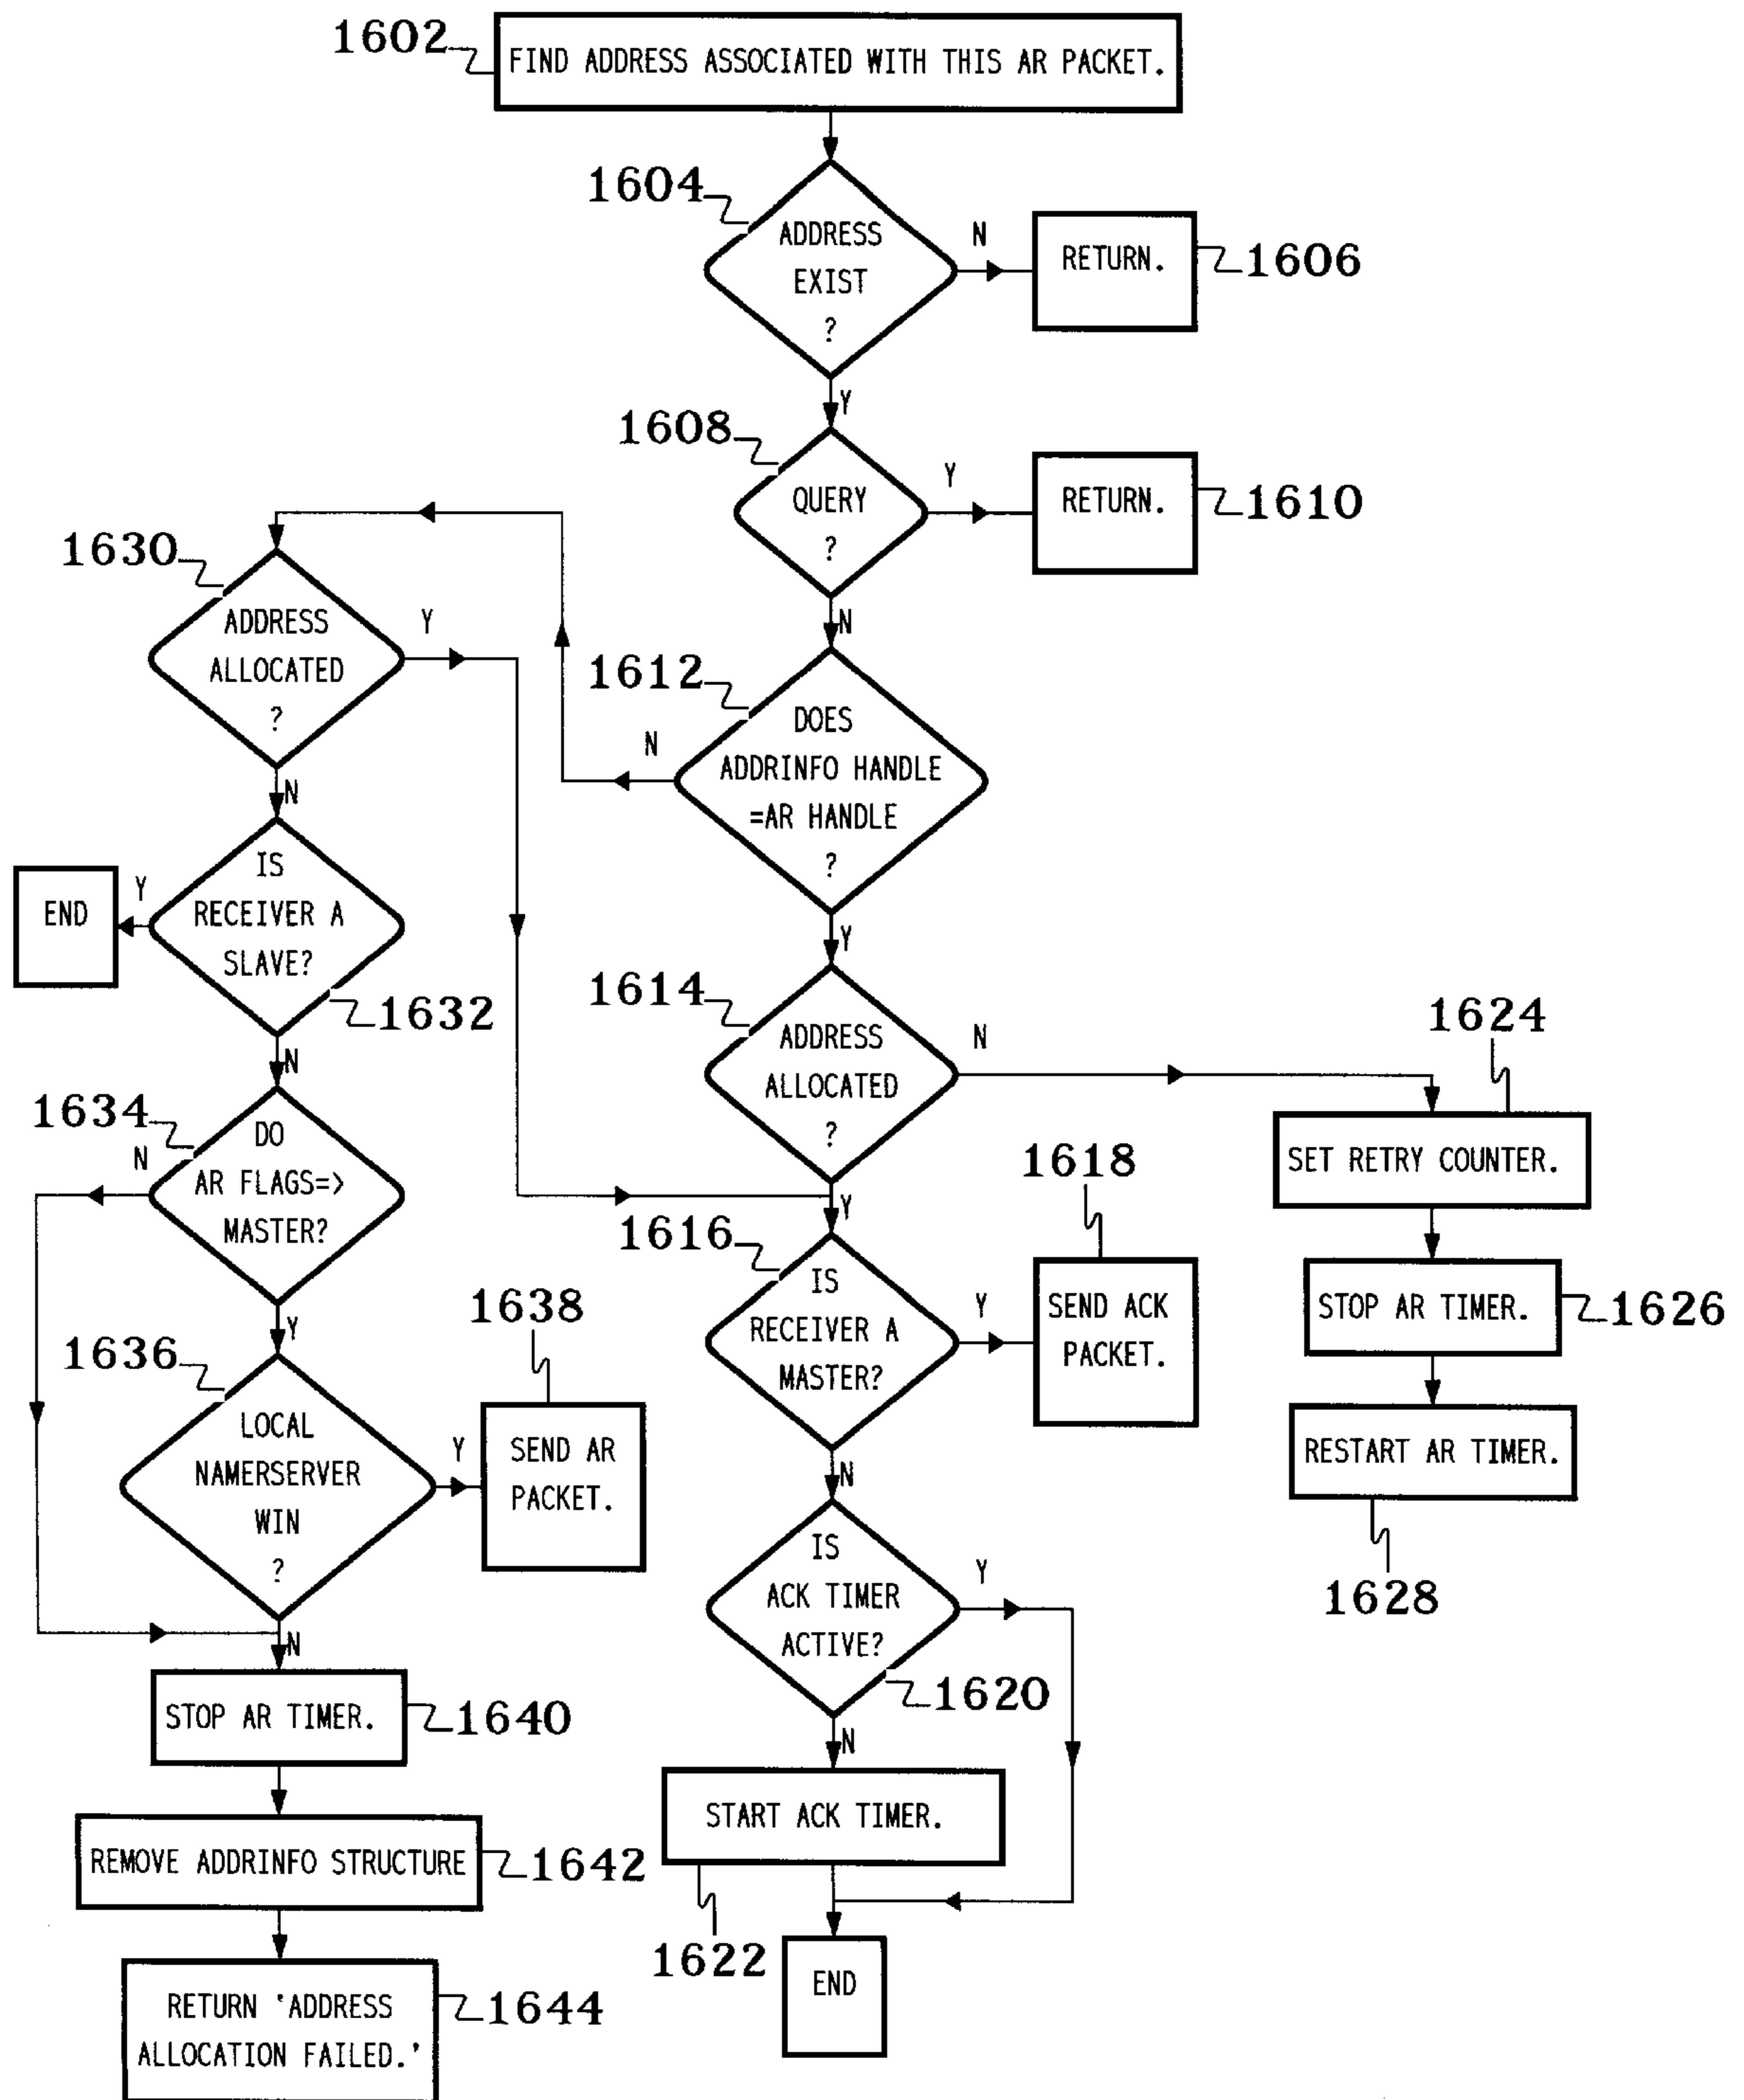 1602
FIND ADDRESS ASSOCIATED WITH THIS AR PACKET.
1604
ADDRESS
EXIST
?
N
RETURN.
1606
Y
1608
QUERY
?
Y
RETURN.
1610
N
1612
DOES
ADDRINFO HANDLE
=AR HANDLE
?
N
1630
ADDRESS
ALLOCATED
?
Y
N
IS
RECEIVER A
SLAVE?
1632
Y
END
N
1634
DO
AR FLAGS=>
MASTER?
N
Y
1636
LOCAL
NAMERSERVER
WIN
?
Y
1638
SEND AR
PACKET.
N
STOP AR TIMER.
1640
REMOVE ADDRINFO STRUCTURE
1642
RETURN 'ADDRESS
ALLOCATION FAILED.'
1644
Y
1614
ADDRESS
ALLOCATED
?
N
1624
SET RETRY COUNTER.
STOP AR TIMER.
1626
RESTART AR TIMER.
1628
Y
1616
IS
RECEIVER A
MASTER?
Y
1618
SEND ACK
PACKET.
N
IS
ACK TIMER
ACTIVE?
1620
Y
N
START ACK TIMER.
1622
END